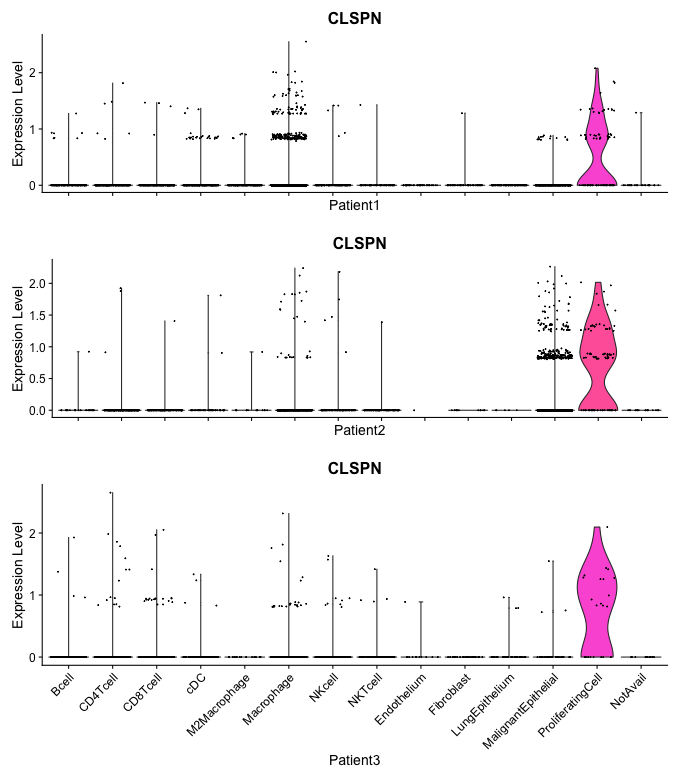 CLSPN
Expression Level
2
1
0
Patient1
CLSPN
Expression Level
2.0
1.5
1.0
0.5
0.0
Patient2
CLSPN
Expression Level
2
1
0
Bcell
CD4Tcell
CD8Tcell
cDC
M2Macrophage
Macrophage
NKcell
NKTcell
Endothelium
Fibroblast
LungEpithelium
MalignantEpithelial
ProliferatingCell
NotAvail
Patient3